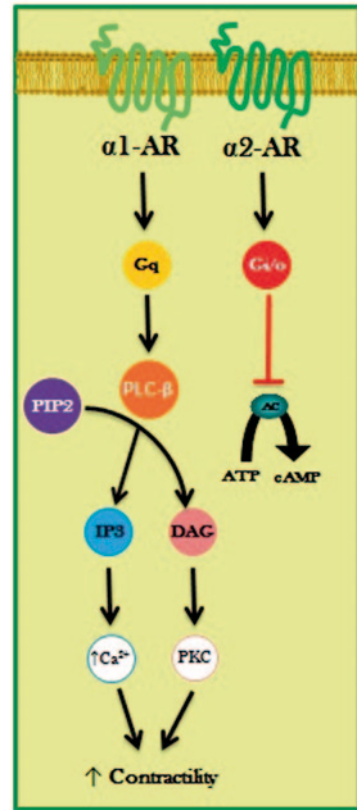 α1-AR α2-AR
Gq Gi/o
PLC-β
PIP2
AC
ATP cAMP
IP3 DAG
↑Ca²⁺ PKC
↑ Contractility